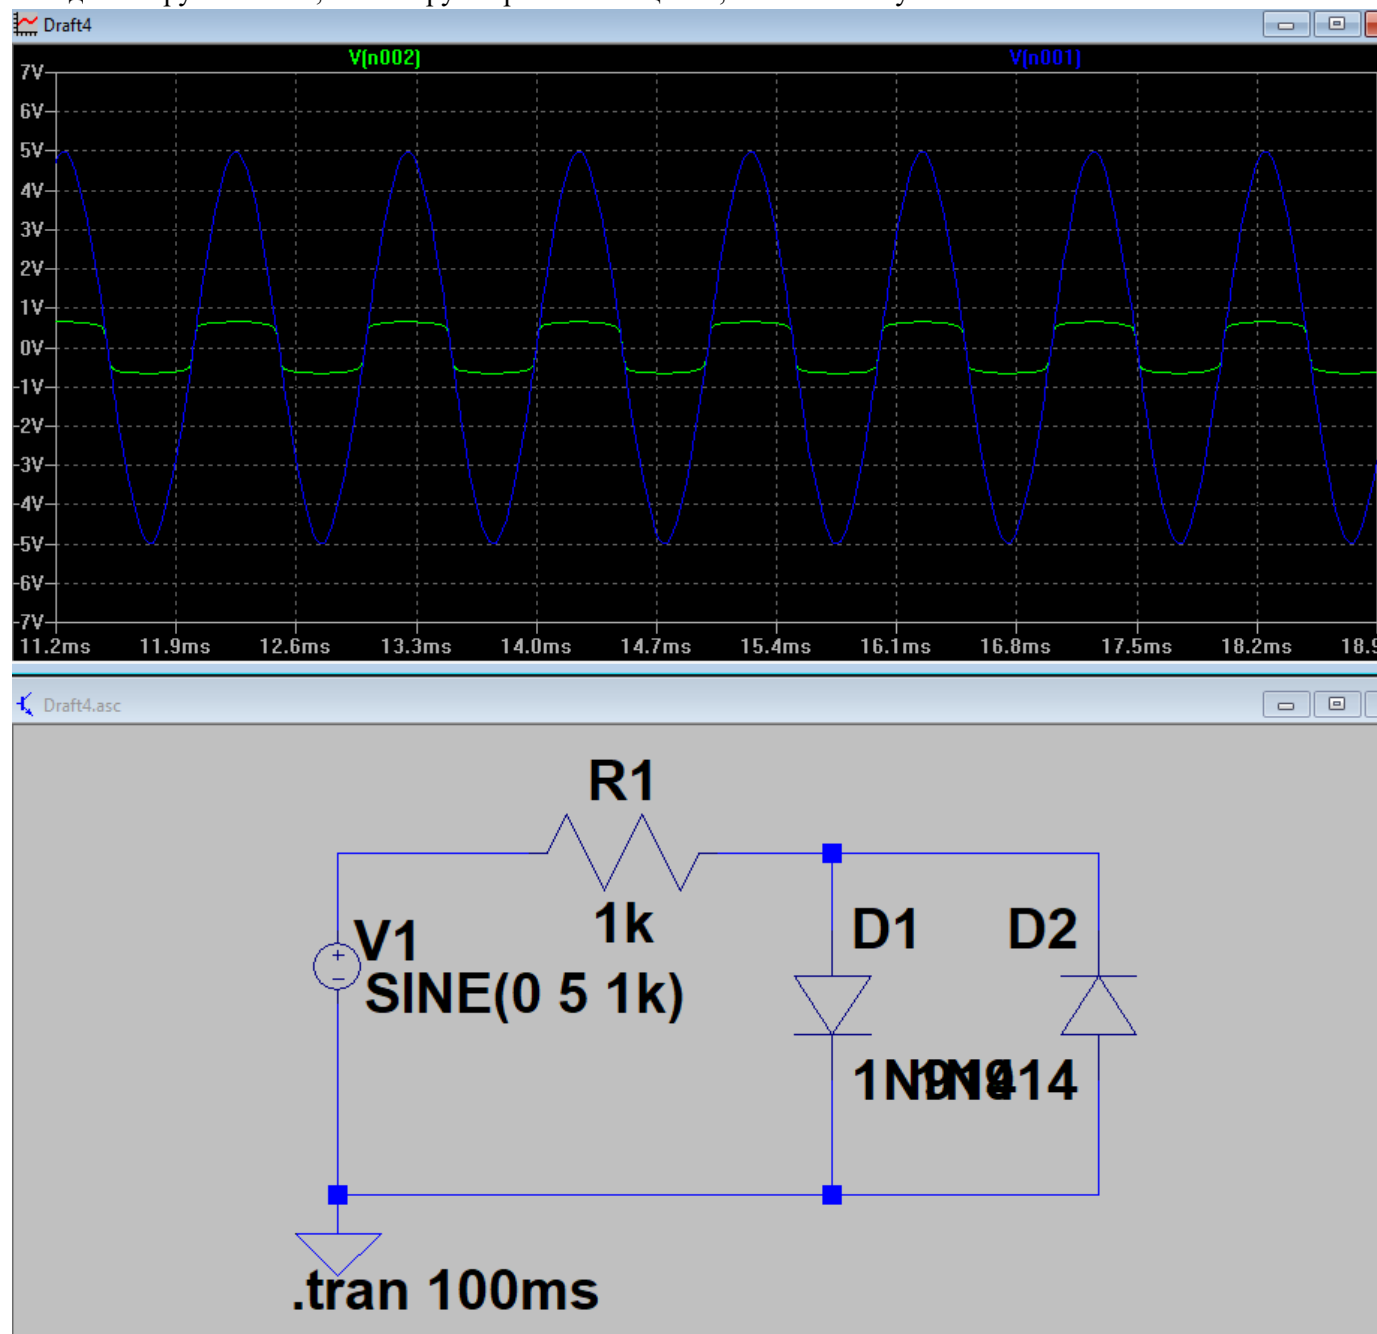 Draft4
V(n002) V(n001)
7V
6V
5V
4V
3V
2V
1V
0V
-1V
-2V
-3V
-4V
-5V
-6V
-7V
11.2ms 11.9ms 12.6ms 13.3ms 14.0ms 14.7ms 15.4ms 16.1ms 16.8ms 17.5ms 18.2ms
Draft4.asc
R1
1k
V1
SINE(0 5 1k)
D1 D2
.tran 100ms